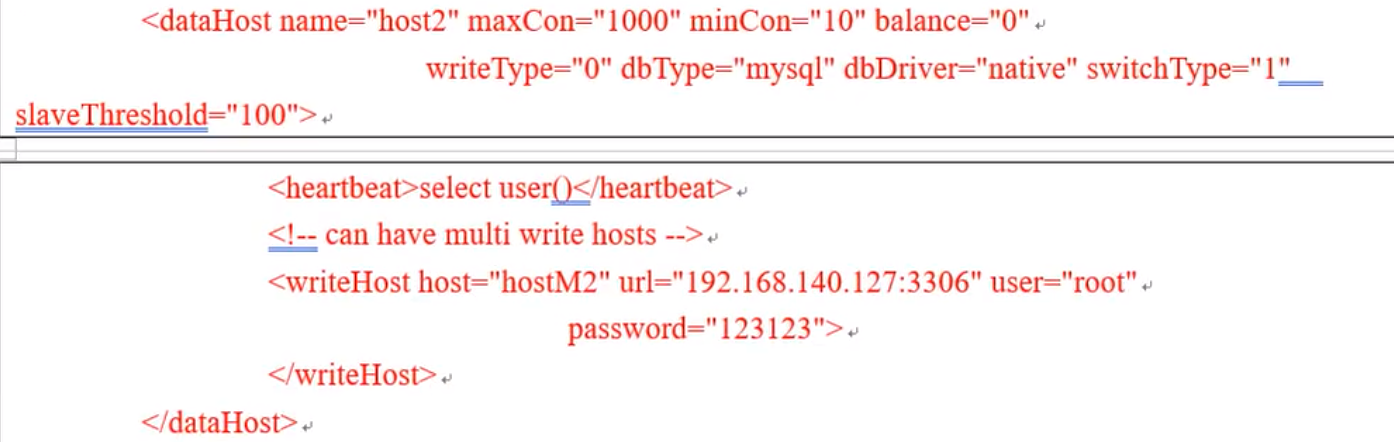 <dataHost name="host2" maxCon="1000" minCon="10" balance="0"
writeType="0" dbType="mysql" dbDriver="native" switchType="1"
slaveThreshold="100">
<heartbeat>select user()</heartbeat>
<!-- can have multi write hosts -->
<writeHost host="hostM2" url="192.168.140.127:3306" user="root"
password="123123">
</writeHost>
</dataHost>